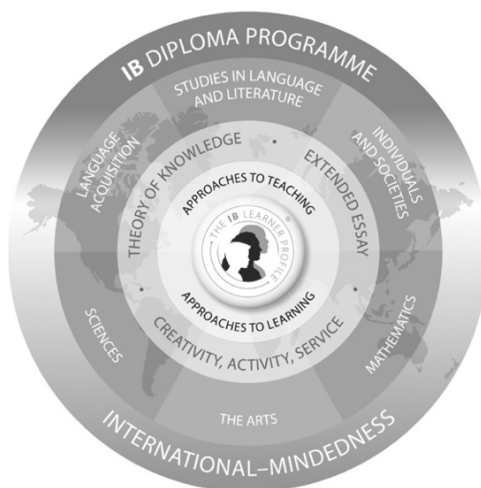 IB DIPLOMA PROGRAMME
STUDIES IN LANGUAGE
AND LITERATURE
LANGUAGE
ACQUISITION
INDIVIDUALS
AND SOCIETIES
THEORY OF KNOWLEDGE
EXTENDED ESSAY
APPROACHES TO TEACHING
THE IB LEARNER PROFILE
®
APPROACHES TO LEARNING
CREATIVITY, ACTIVITY, SERVICE
SCIENCES
MATHEMATICS
THE ARTS
INTERNATIONAL–MINDEDNESS